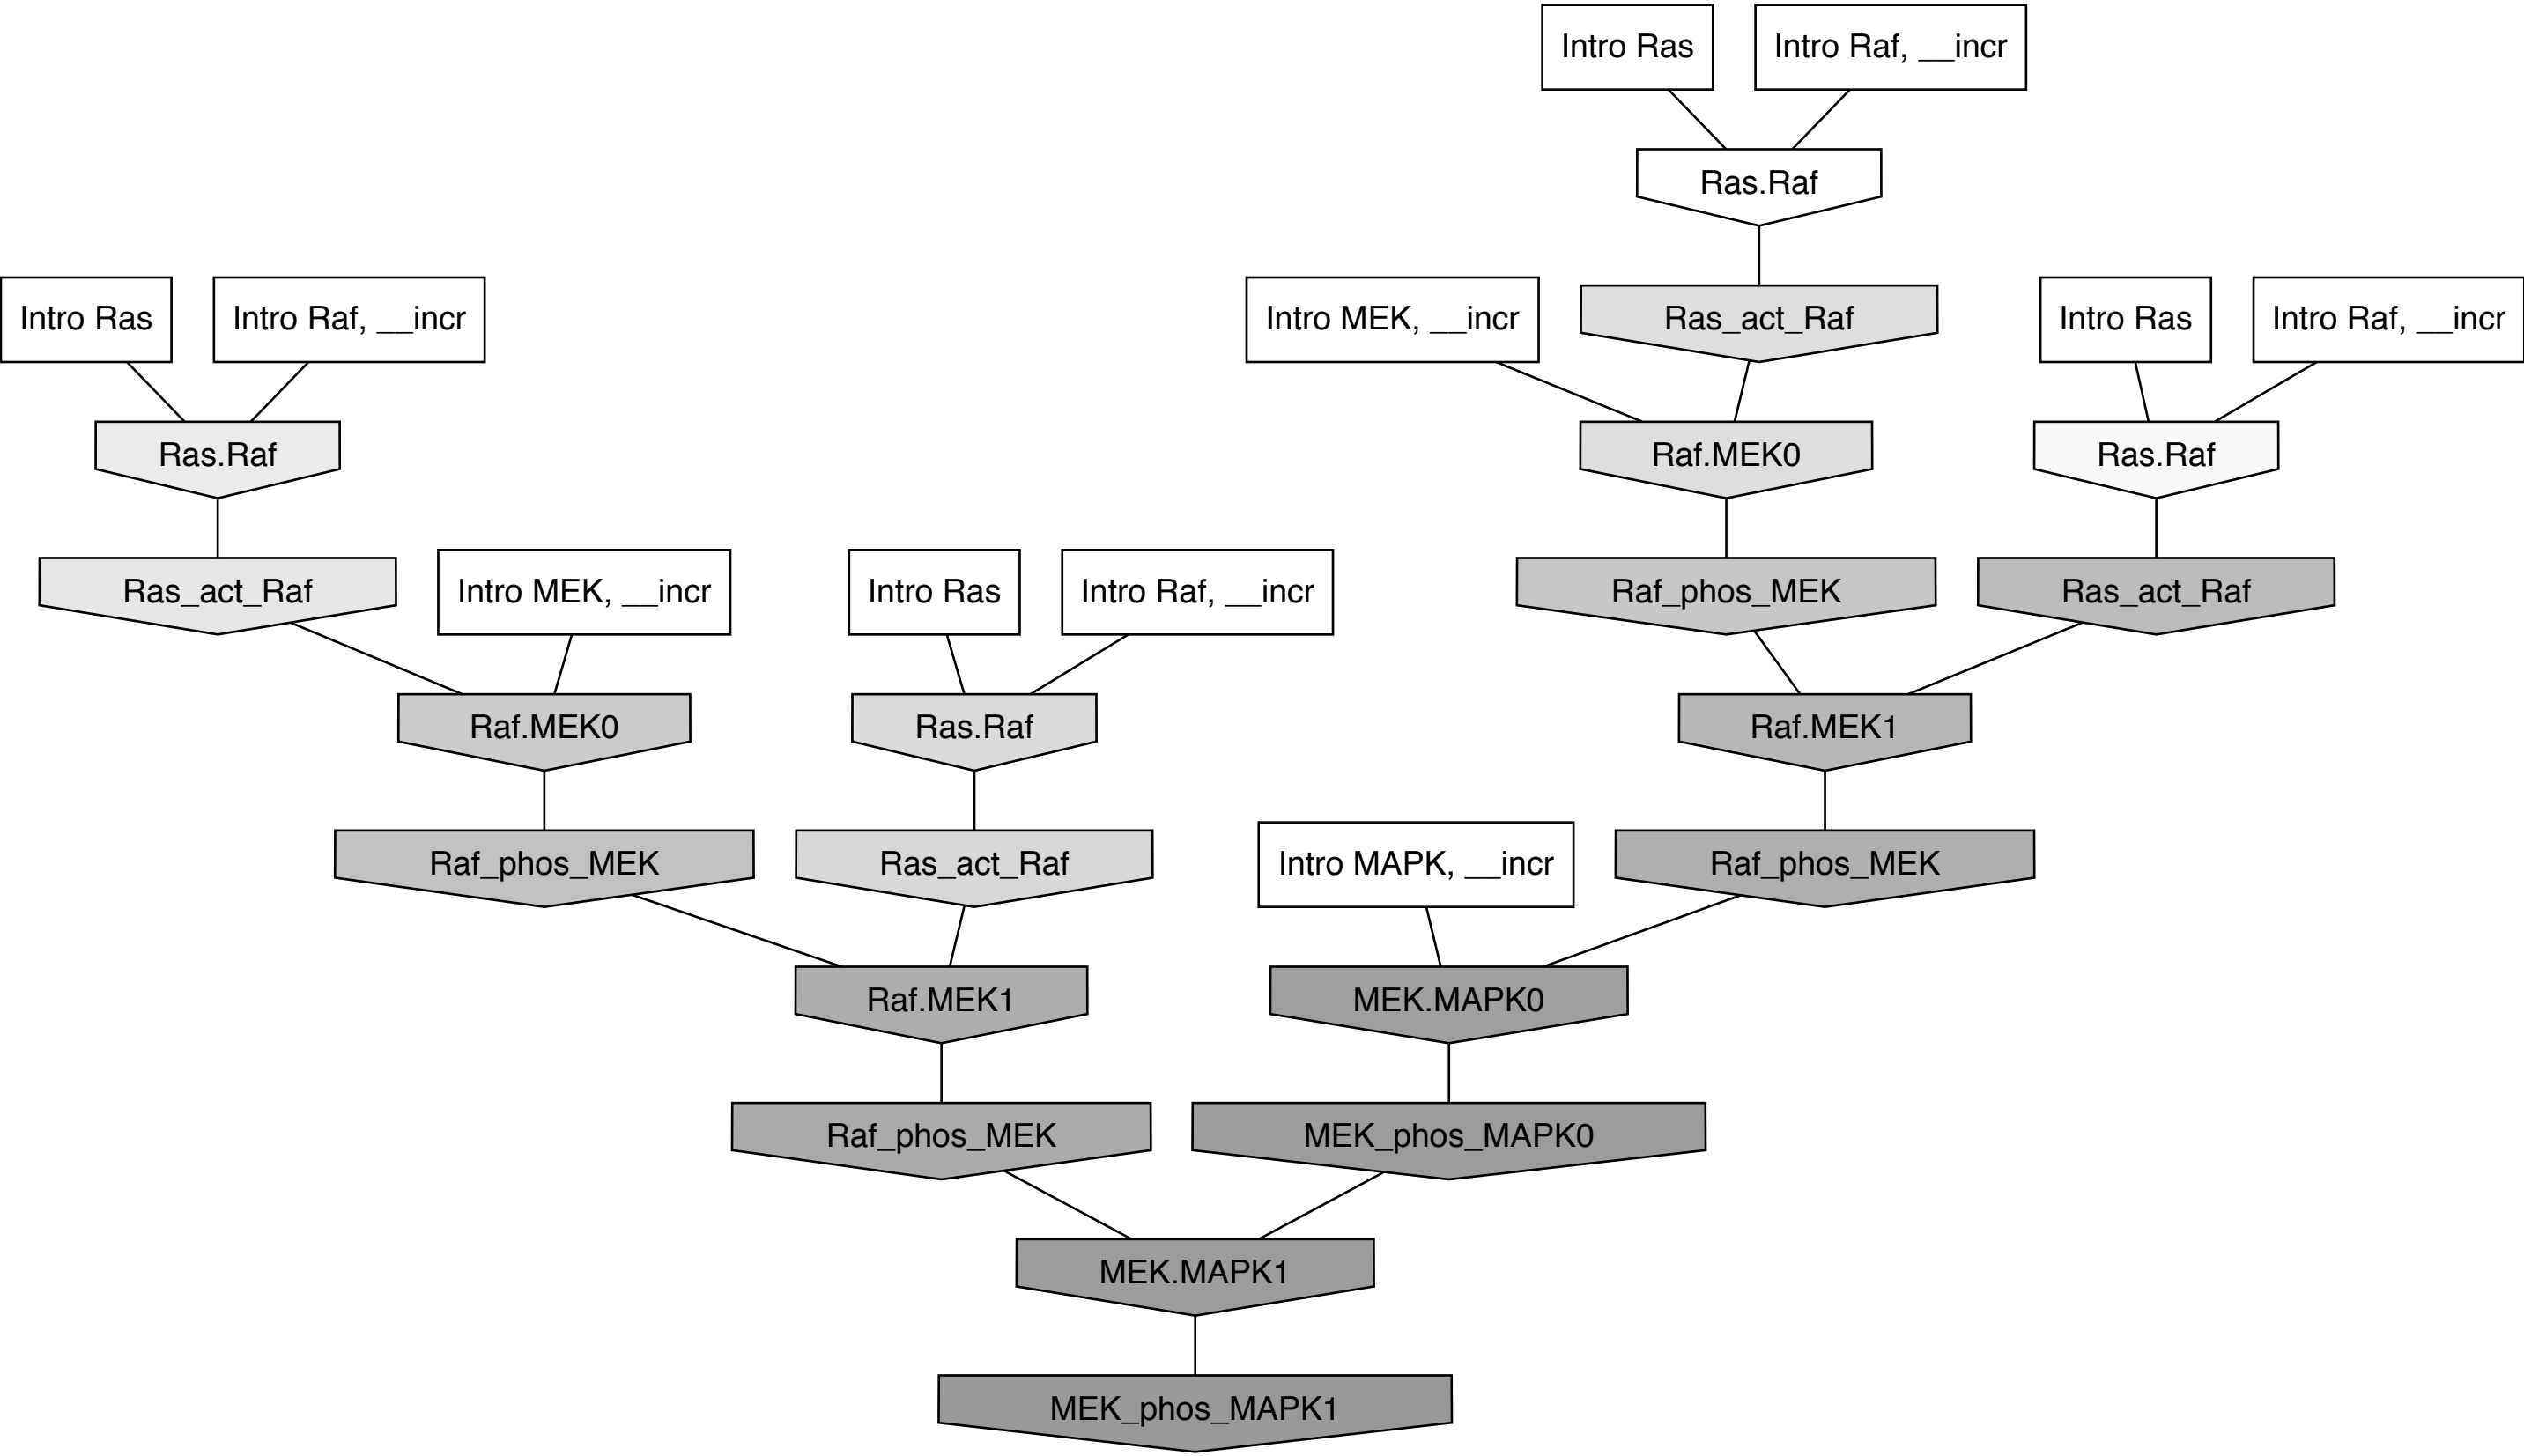 Intro Ras
Intro Raf, __incr
Ras.Raf
Intro Ras
Intro Raf, __incr
Intro MEK, __incr
Ras_act_Raf
Intro Ras
Intro Raf, __incr
Ras.Raf
Raf.MEK0
Ras.Raf
Ras_act_Raf
Intro MEK, __incr
Intro Ras
Intro Raf, __incr
Raf_phos_MEK
Ras_act_Raf
Raf.MEK0
Ras.Raf
Raf.MEK1
Raf_phos_MEK
Ras_act_Raf
Intro MAPK, __incr
Raf_phos_MEK
Raf.MEK1
MEK.MAPK0
Raf_phos_MEK
MEK_phos_MAPK0
MEK.MAPK1
MEK_phos_MAPK1